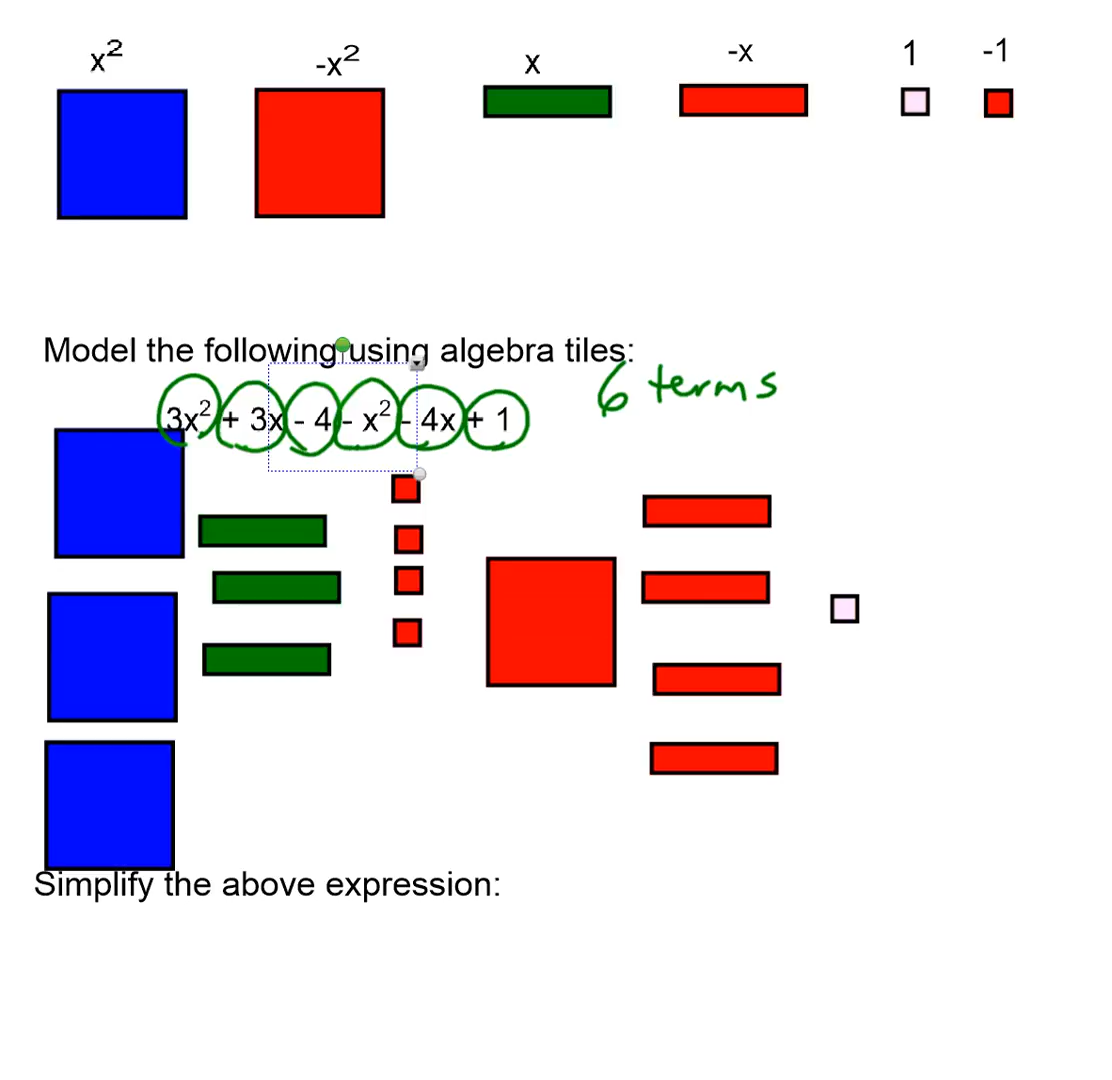 x² -x² x -x 1 -1
Model the following using algebra tiles:
3x² + 3x - 4 - x² - 4x + 1 6 terms
Simplify the above expression: